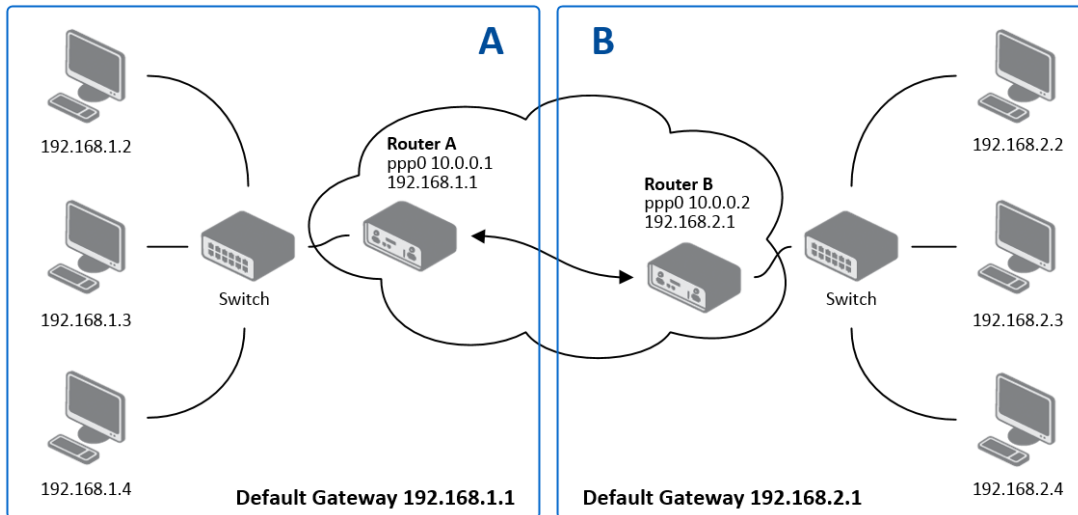 A
B
192.168.1.2
192.168.1.3
192.168.1.4
Switch
Router A
ppp0 10.0.0.1
192.168.1.1
Router B
ppp0 10.0.0.2
192.168.2.1
Switch
192.168.2.2
192.168.2.3
192.168.2.4
Default Gateway 192.168.1.1
Default Gateway 192.168.2.1